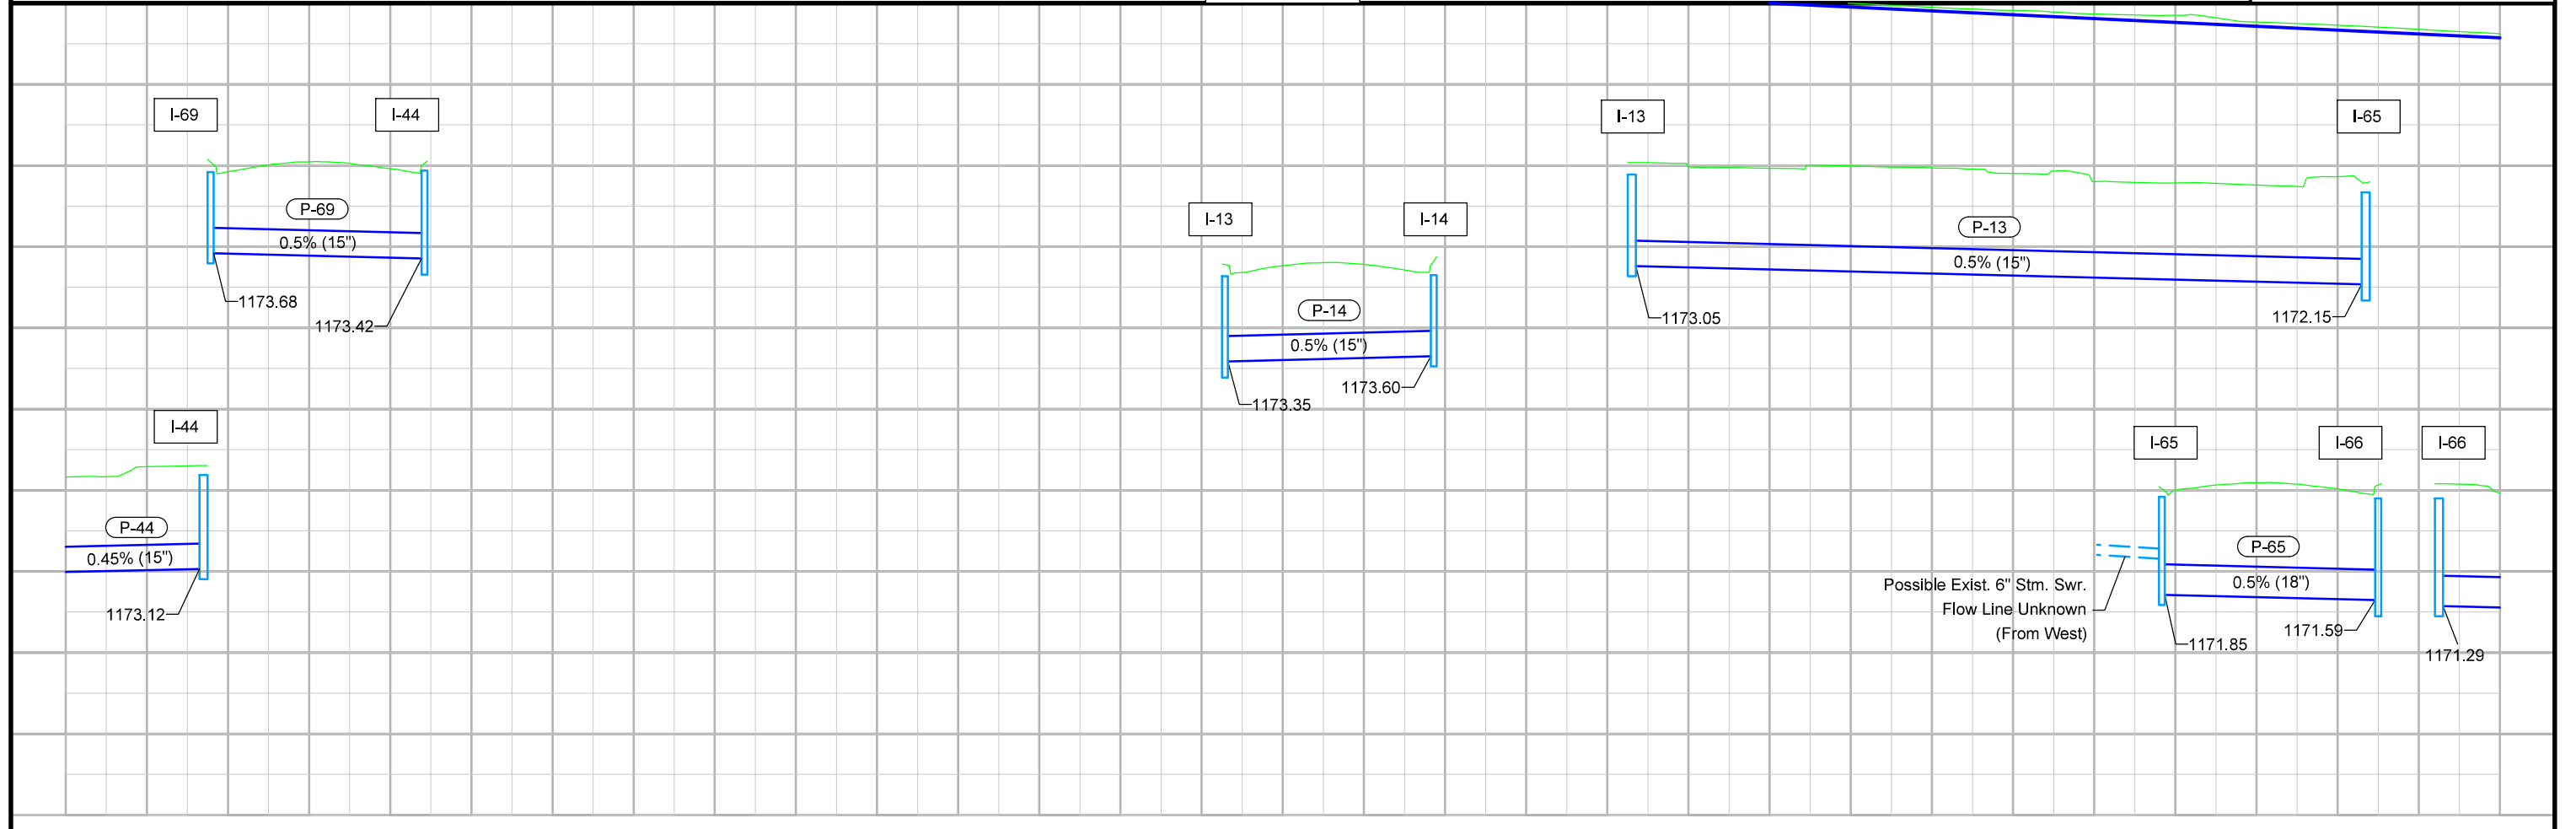 I-69
I-44
P-69
0.5% (15")
1173.68
1173.42
I-13
I-14
P-14
0.5% (15")
1173.35
1173.60
I-13
I-65
P-13
0.5% (15")
1173.05
1172.15
I-44
P-44
0.45% (15")
1173.12
I-65
I-66
I-66
P-65
0.5% (18")
Possible Exist. 6" Stm. Swr.
Flow Line Unknown
(From West)
1171.85
1171.59
1171.29